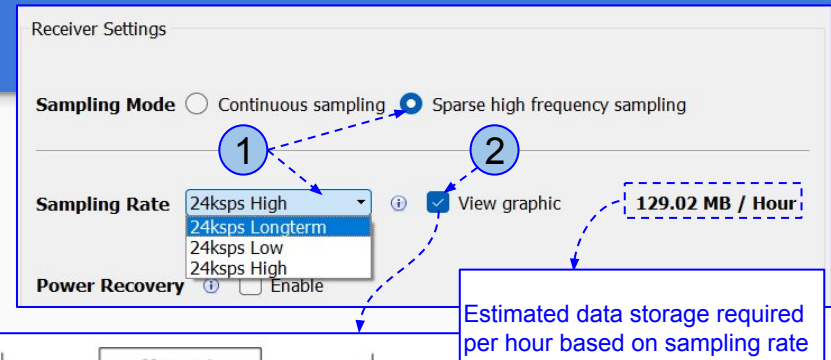 Receiver Settings
Sampling Mode Continuous sampling Sparse high frequency sampling
1 2
Sampling Rate 24ksps High View graphic 129.02 MB / Hour
24ksps Longterm
24ksps Low
24ksps High
Power Recovery Enable
Estimated data storage required
per hour based on sampling rate